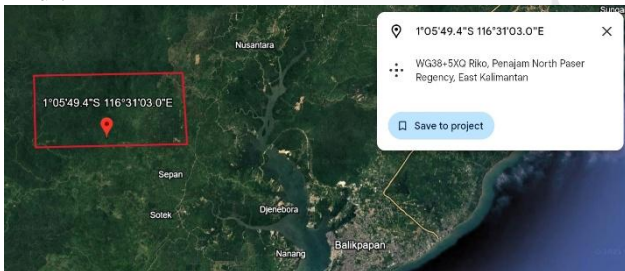 Nusantara
1°05'49.4"S 116°31'03.0"E
Sepan
Sotek
Djenebora
Balikpapan
Nanang
1°05'49.4"S 116°31'03.0"E
WG38+5XQ Riko, Penajam North Paser
Regency, East Kalimantan
Save to project